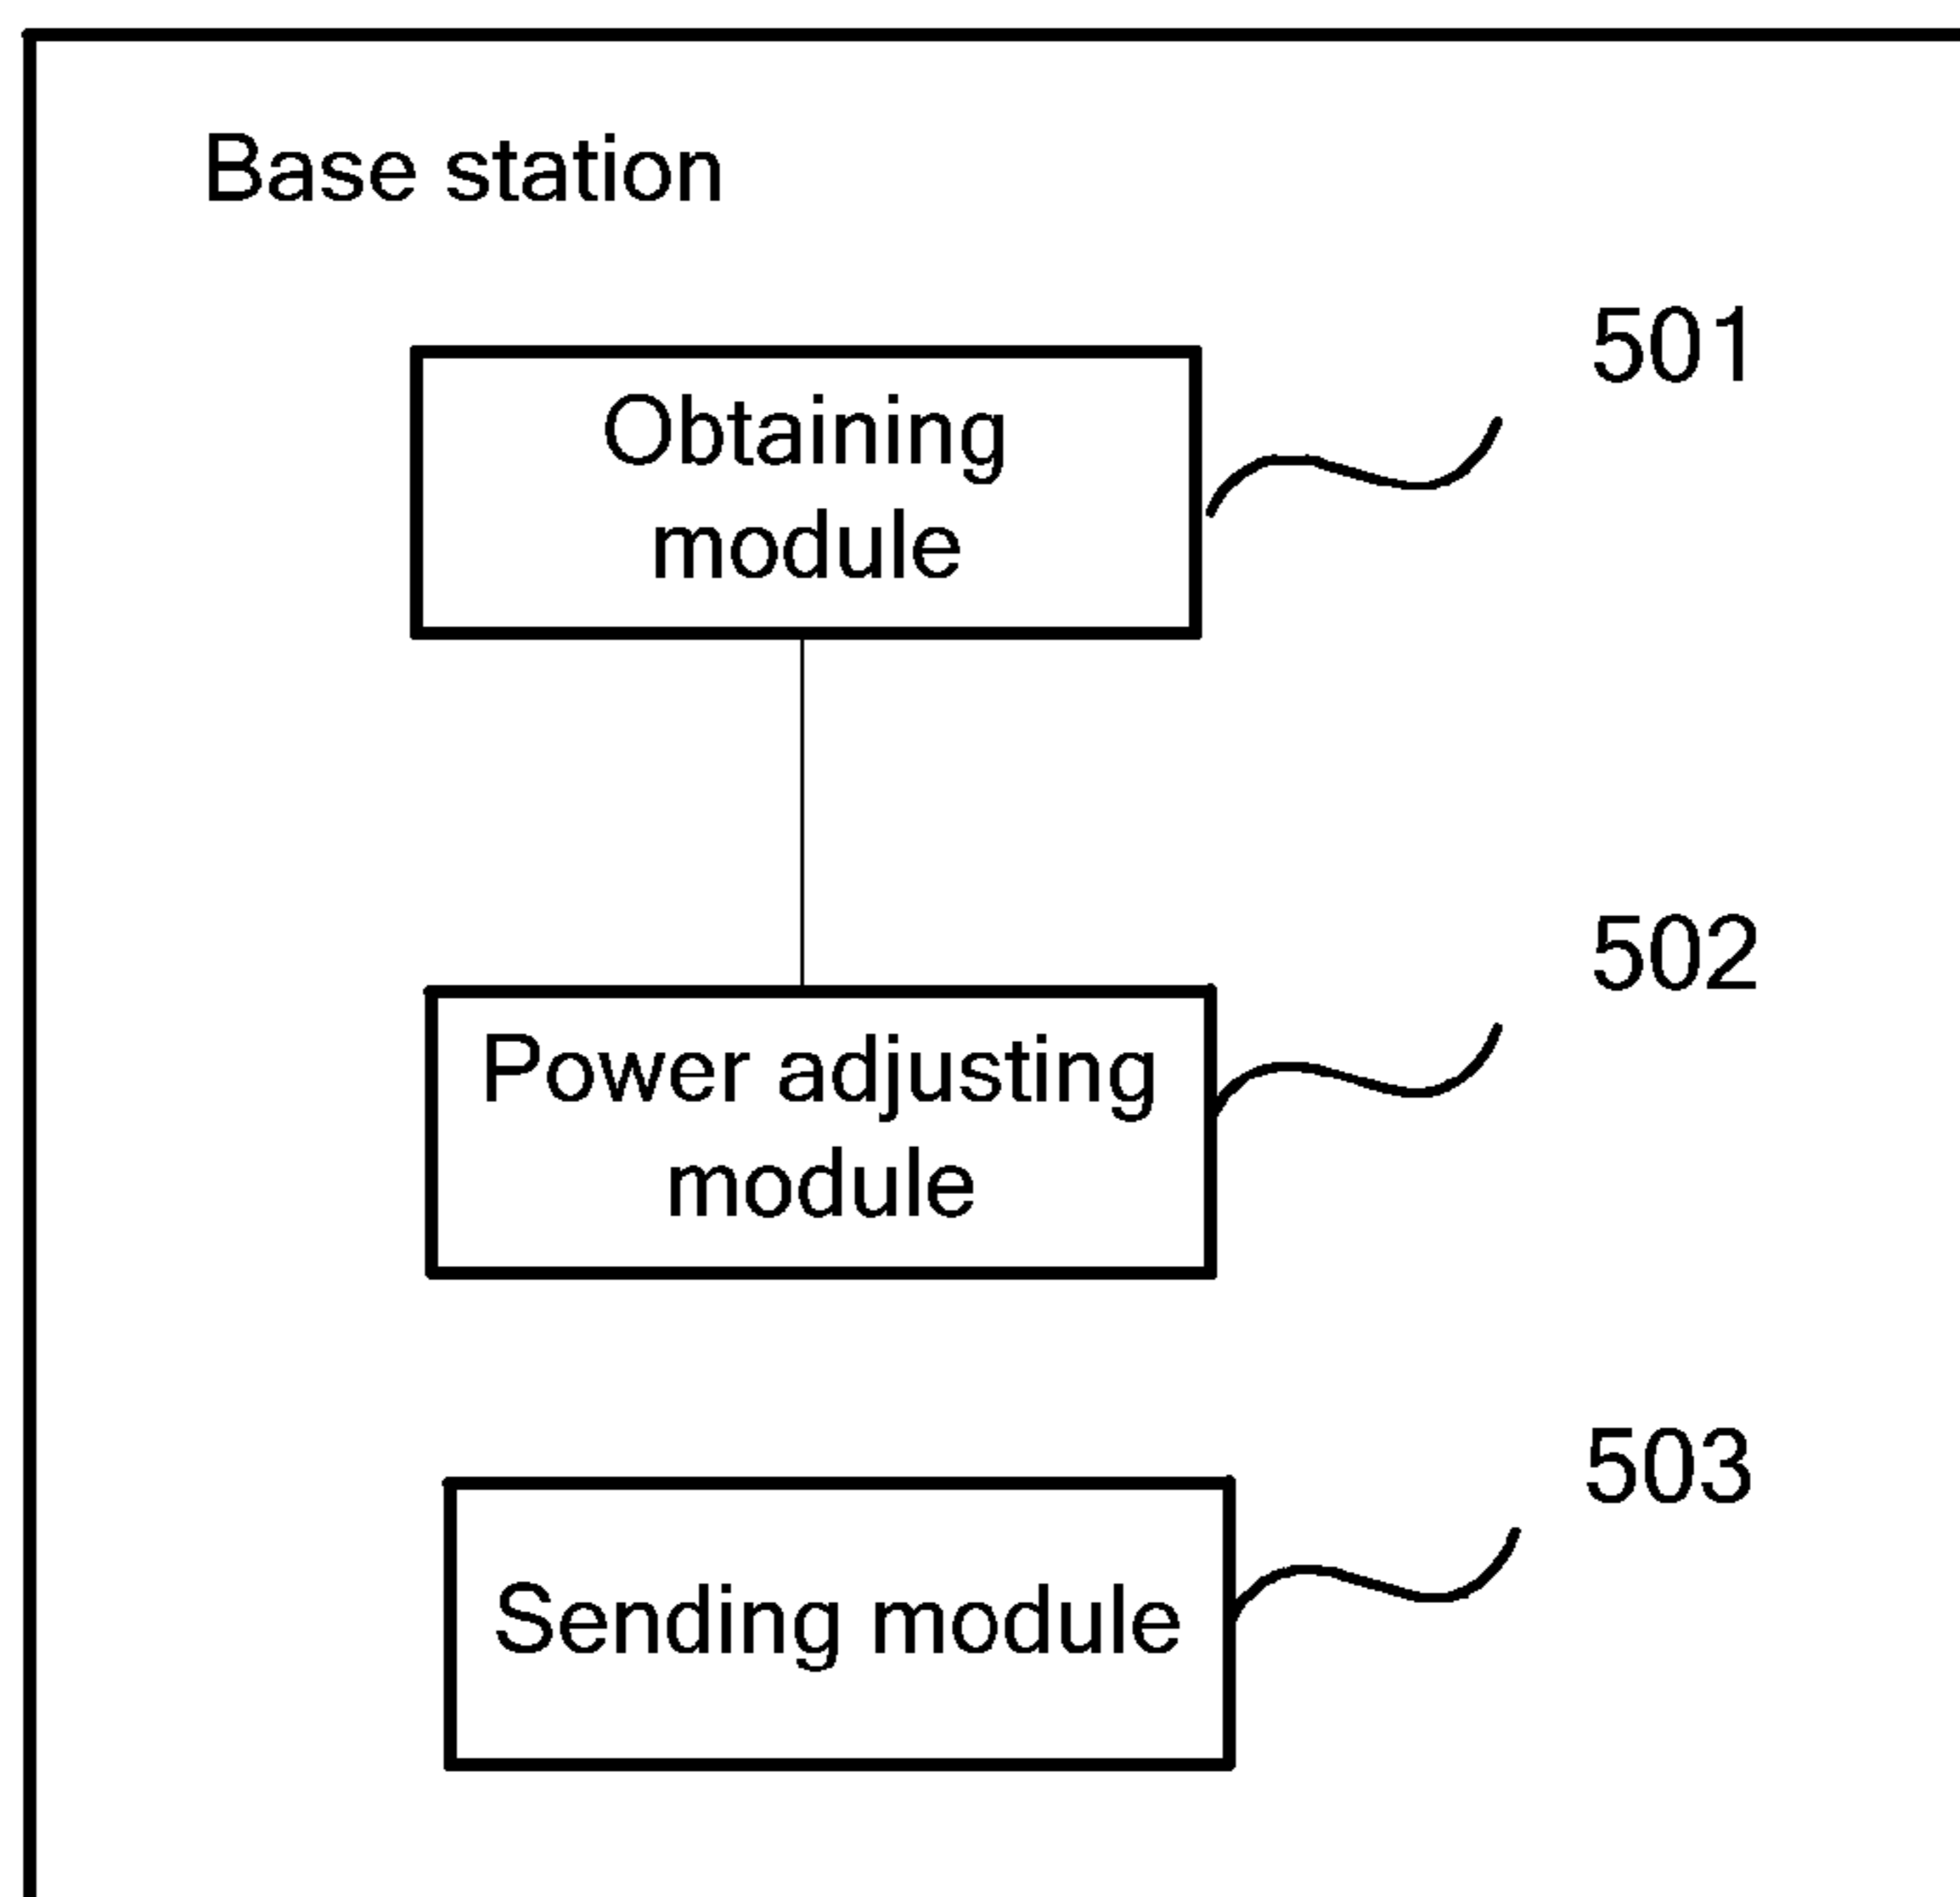 Base station
501
Obtaining
module
502
Power adjusting
module
503
Sending module